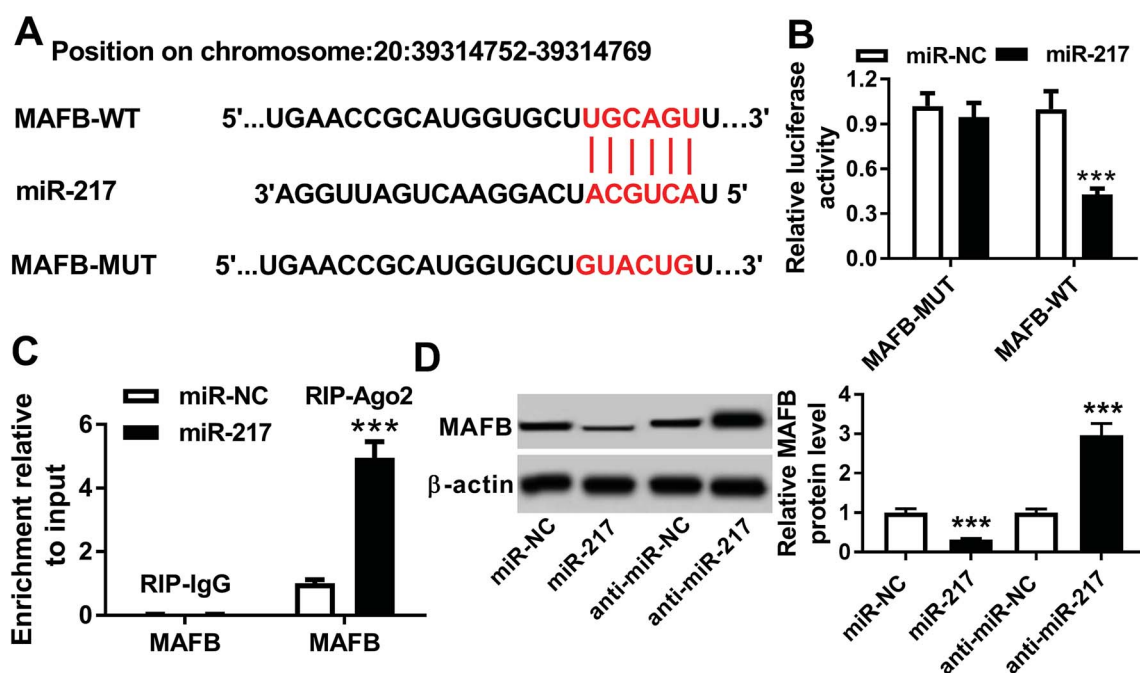 A
Position on chromosome:20:39314752-39314769
MAFB-WT 5'...UGAACCGCAUGGUGCUUGCAGUU...3'
miR-217 3'AGGUUAGUCAAGGACUACGUCAU 5'
MAFB-MUT 5'...UGAACCGCAUGGUGCUGUACUGU...3'
B
miR-NC miR-217
Relative luciferase
activity
1.2
0.9
0.6
0.3
0.0
***
MAFB-MUT MAFB-WT
C
miR-NC
miR-217
Enrichment relative
to input
6
4
2
0
RIP-IgG
RIP-Ago2
***
MAFB MAFB
D
MAFB
β-actin
miR-NC miR-217 anti-miR-NC anti-miR-217
Relative MAFB
protein level
4
3
2
1
0
***
***
miR-NC miR-217 anti-miR-NC anti-miR-217